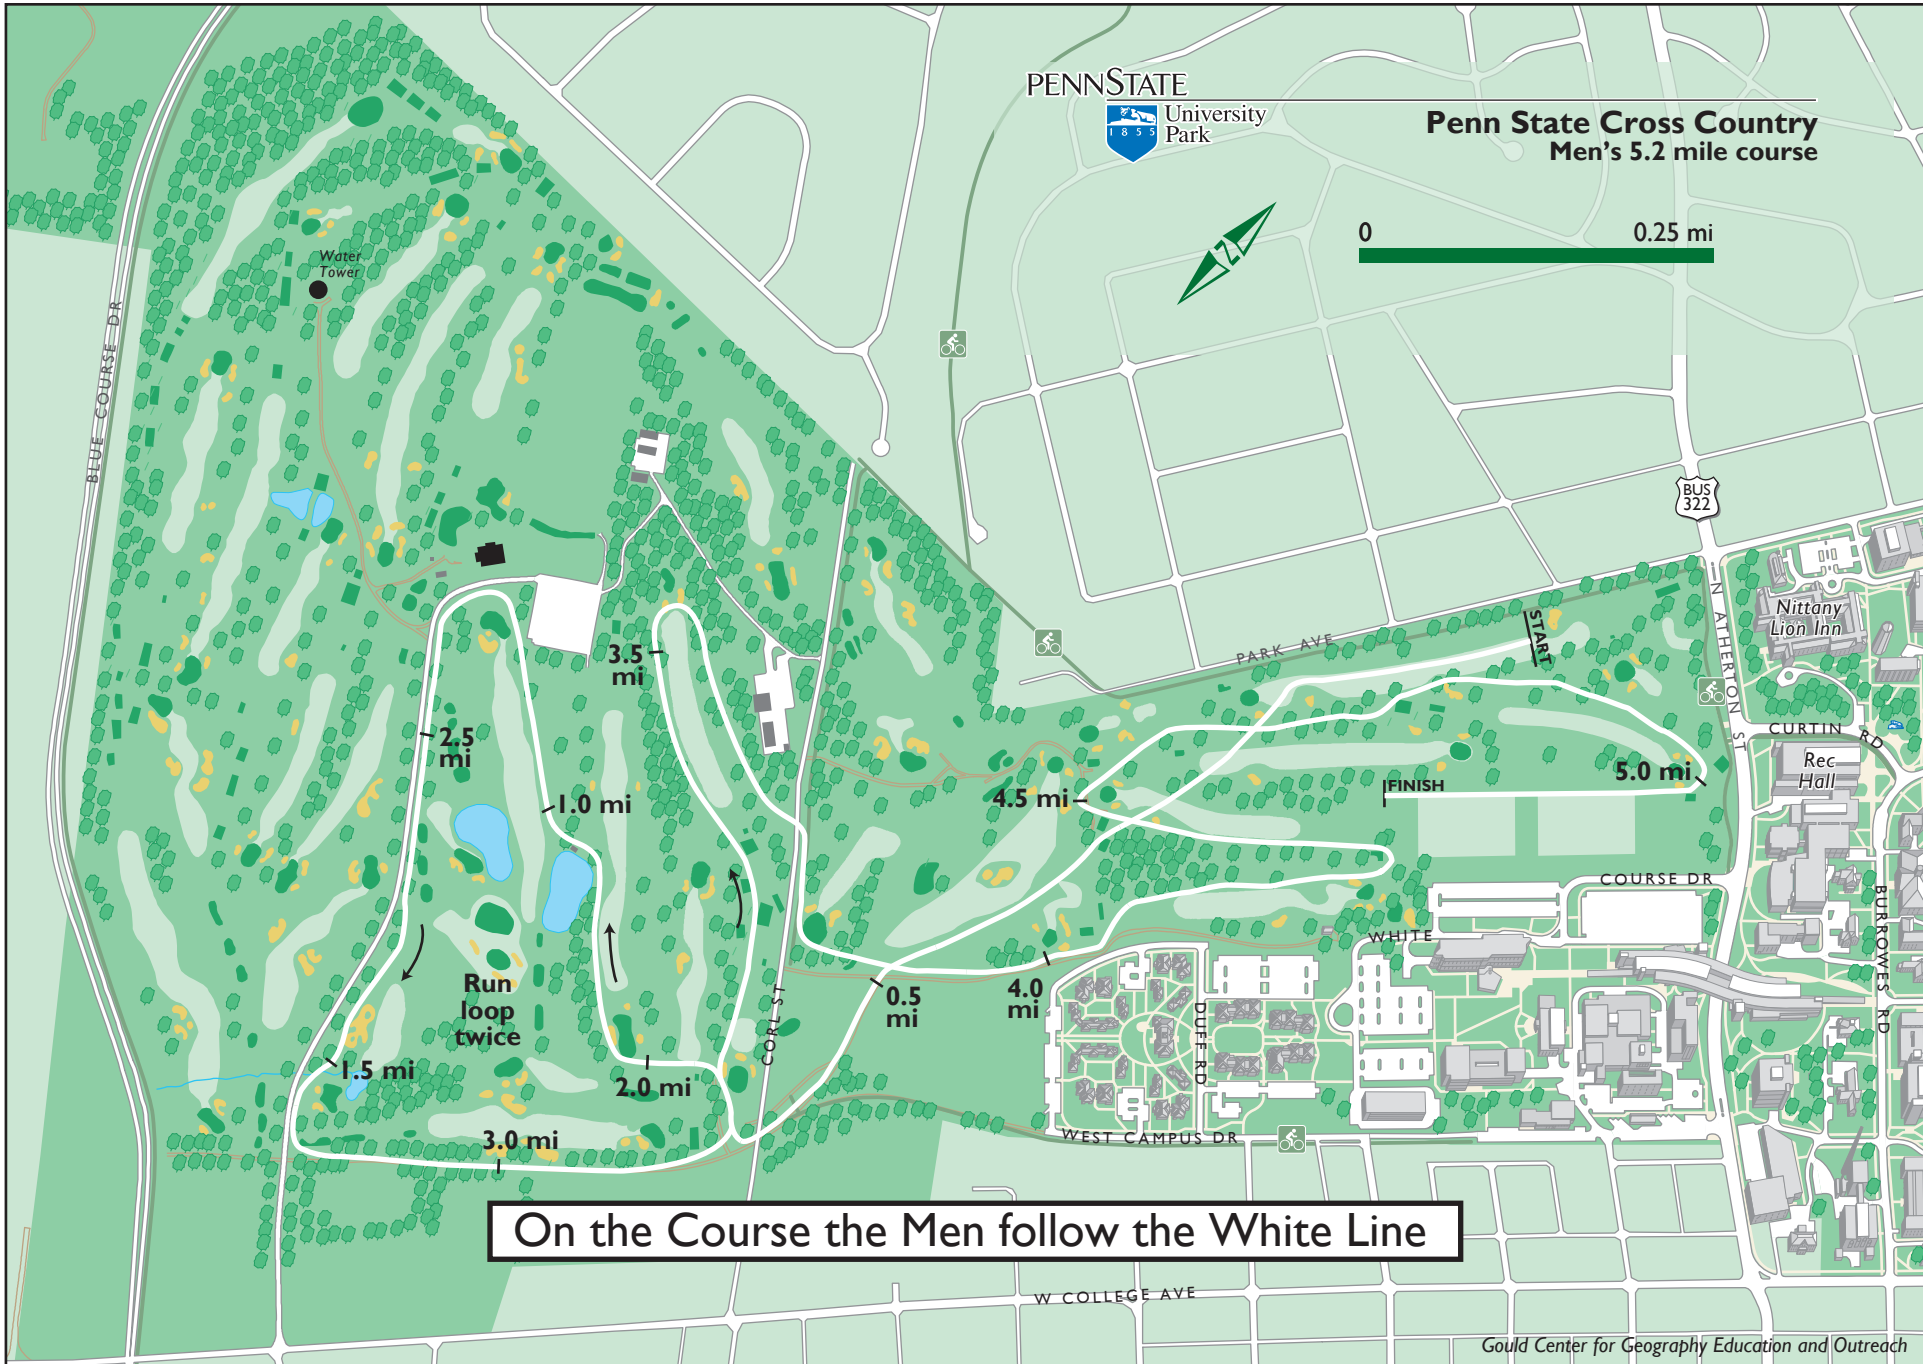 PENNSTATE
1855
University
Park
Penn State Cross Country
Men's 5.2 mile course
0
0.25 mi
N
Water
Tower
BLUE COURSE DR
BUS
322
PARK AVE
START
N ATHERTON ST
Nittany
Lion Inn
CURTIN RD
Rec
Hall
3.5
mi
2.5
mi
1.0 mi
4.5 mi
FINISH
5.0 mi
COURSE DR
WHITE
BURROWES RD
Run
loop
twice
0.5
mi
4.0
mi
CORL ST
DUFF RD
1.5 mi
2.0 mi
3.0 mi
WEST CAMPUS DR
On the Course the Men follow the White Line
W COLLEGE AVE
Gould Center for Geography Education and Outreach